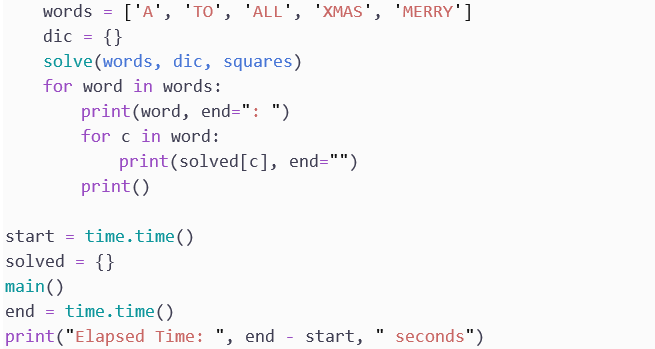 words = ['A', 'TO', 'ALL', 'XMAS', 'MERRY']
dic = {}
solve(words, dic, squares)
for word in words:
print(word, end=": ")
for c in word:
print(solved[c], end="")
print()
start = time.time()
solved = {}
main()
end = time.time()
print("Elapsed Time: ", end - start, " seconds")